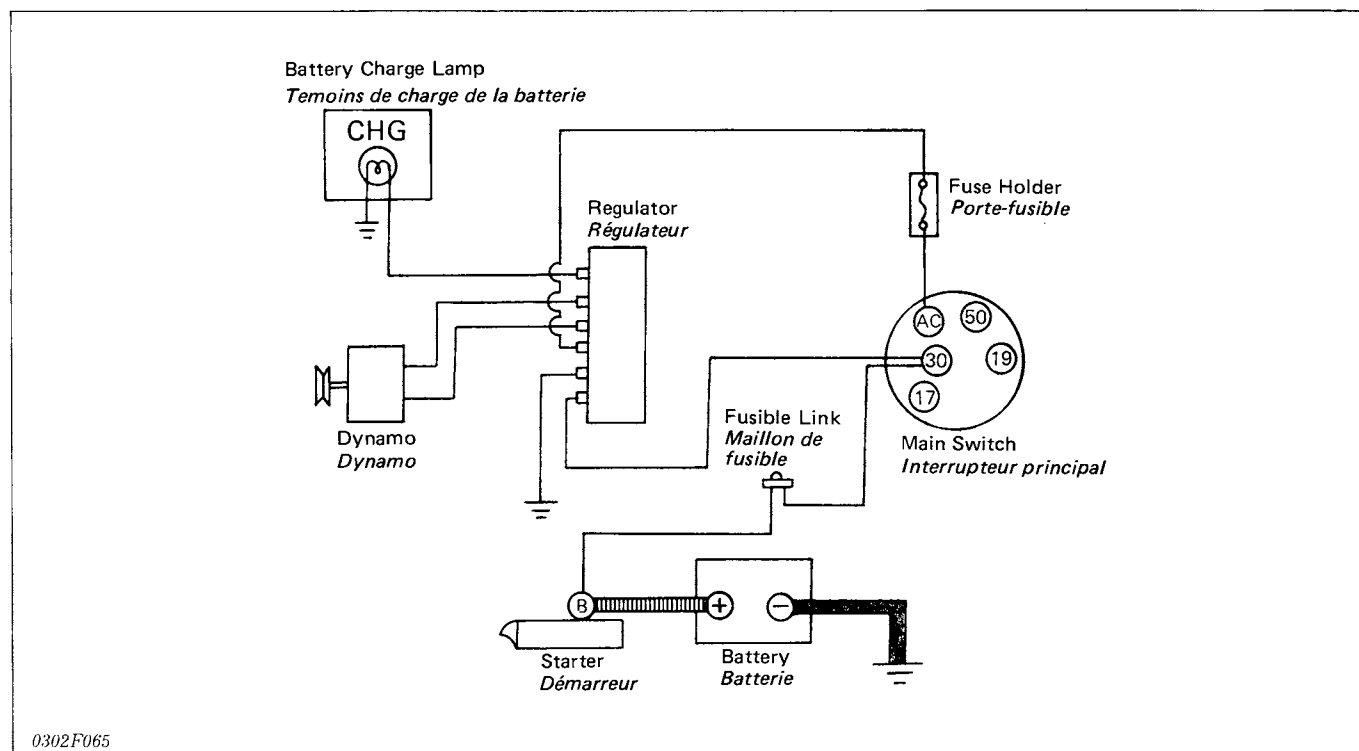 Battery Charge Lamp
Temoins de charge de la batterie
CHG
Fuse Holder
Porte-fusible
Regulator
Régulateur
AC
50
30
19
17
Dynamo
Dynamo
Fusible Link
Maillon de
fusible
Main Switch
Interrupteur principal
B
+
−
Starter
Démarreur
Battery
Batterie
0302F065